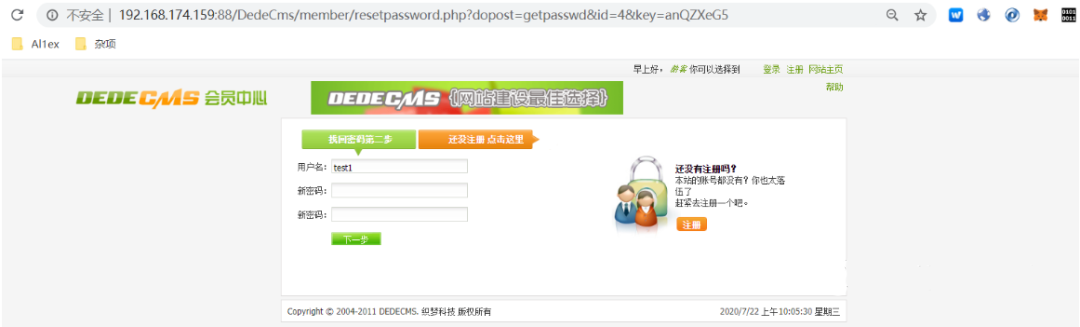 不安全 | 192.168.174.159:88/DedeCms/member/resetpassword.php?dopost=getpasswd&id=4&key=anQZXeG5
Al1ex 杂项
早上好, 游客 你可以选择到 登录 注册 网站主页
DEDECMS 会员中心
DEDECMS {网站建设最佳选择}
帮助
找回密码第二步 还没注册 点击这里
用户名: test1
新密码:
新密码:
下一步
还没有注册吗?
本站的账号都没有? 你也太落
伍了
赶紧去注册一个吧。
注册
Copyright © 2004-2011 DEDECMS. 织梦科技 版权所有 2020/7/22 上午10:05:30 星期三